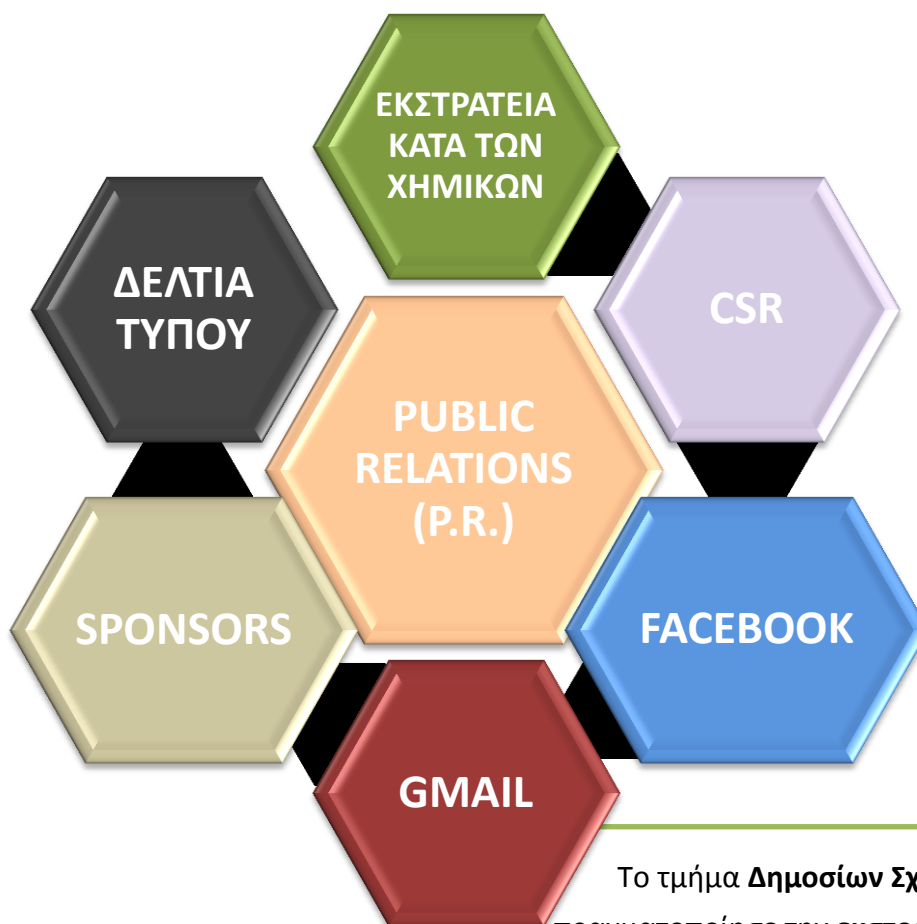 ΕΚΣΤΡΑΤΕΙΑ
ΚΑΤΑ ΤΩΝ
ΧΗΜΙΚΩΝ
ΔΕΛΤΙΑ
ΤΥΠΟΥ
CSR
PUBLIC
RELATIONS
(P.R.)
SPONSORS
FACEBOOK
GMAIL
Το τμήμα Δημοσίων